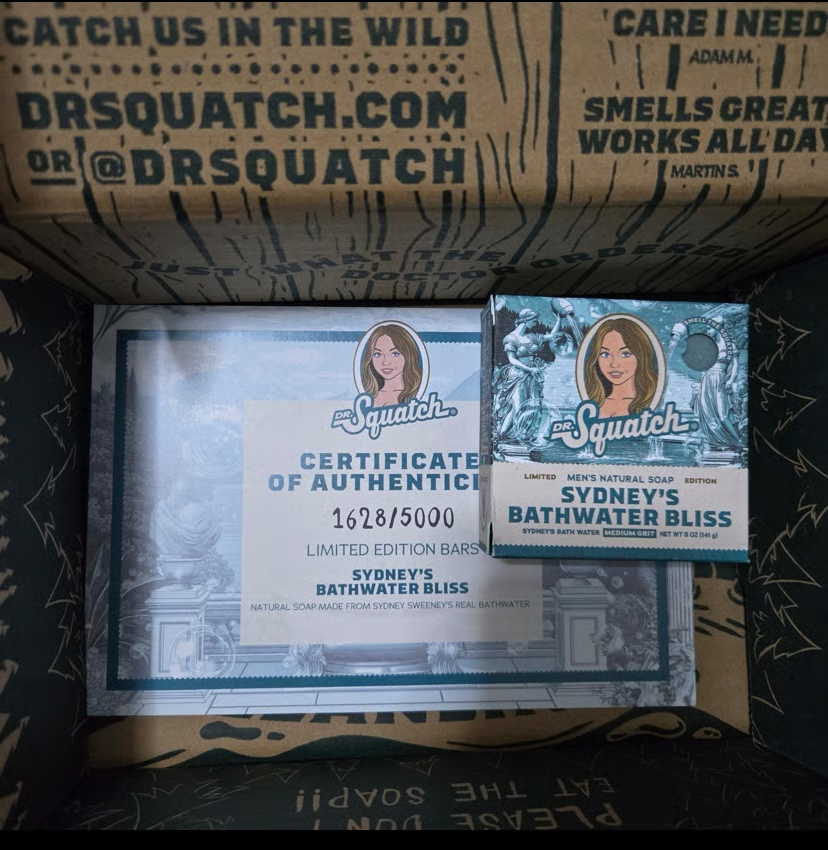 CATCH US IN THE WILD
DRSQUATCH.COM
OR @DRSQUATCH
'CARE I NEED
ADAM M.
SMELLS GREAT
WORKS ALL DAY
MARTIN S.
JUST WHAT THE
DOCTOR ORDERED
DR. Squatch.
CERTIFICATE
OF AUTHENTICI
1628/5000
LIMITED EDITION BARS
SYDNEY'S
BATHWATER BLISS
NATURAL SOAP MADE FROM SYDNEY SWEENEY'S REAL BATHWATER
DR. Squatch.
LIMITED MEN'S NATURAL SOAP EDITION
SYDNEY'S
BATHWATER BLISS
SYDNEY'S BATH WATER MEDIUM GRIT NET WT 5 OZ (141 g)
PLEASE DON'T
EAT THE SOAP!!